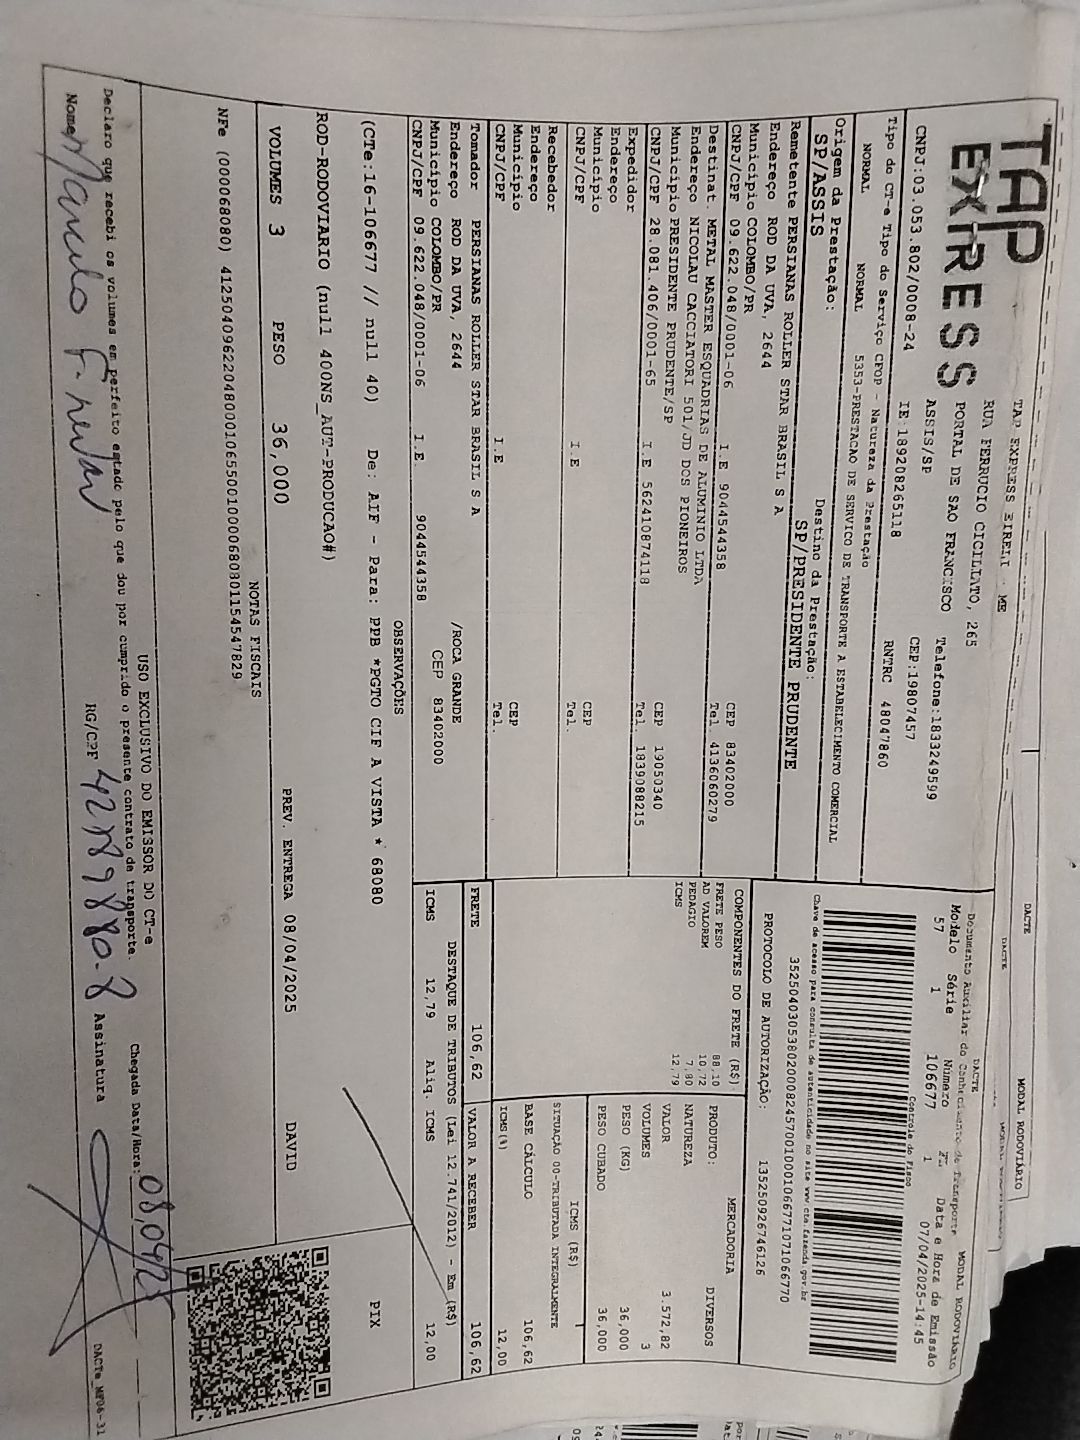 TAP
EXPRESS
TAP EXPRESS EIRELI - ME
RUA FERRUCIO CICILIATO, 265
PORTAL DE SAO FRANCISCO
ASSIS/SP
Telefone:1833249599
CEP:19807457
CNPJ:03.053.802/0008-24
IE:189208265118
RNTRC 48047860
Tipo do CT-e Tipo do Serviço CFOP - Natureza da Prestação
NORMAL NORMAL 5353-PRESTACAO DE SERVICO DE TRANSPORTE A ESTABELECIMENTO COMERCIAL
Origem da Prestação: Destino da Prestação:
SP/ASSIS SP/PRESIDENTE PRUDENTE
Remetente PERSIANAS ROLLER STAR BRASIL S A
Endereço ROD DA UVA, 2644
Município COLOMBO/PR CEP 83402000
CNPJ/CPF 09.622.048/0001-06 I.E 9044544358 Tel. 4136060279
Destinat. METAL MASTER ESQUADRIAS DE ALUMINIO LTDA
Endereço NICOLAU CACCIATORI 501/JD DOS PIONEIROS
Município PRESIDENTE PRUDENTE/SP CEP 19050340
CNPJ/CPF 28.081.406/0001-65 I.E 562410874118 Tel. 1839088215
Expedidor
Endereço
Município CEP
CNPJ/CPF I.E Tel.
Recebedor
Endereço
Município CEP
CNPJ/CPF I.E Tel.
Tomador PERSIANAS ROLLER STAR BRASIL S A
Endereço ROD DA UVA, 2644 /ROCA GRANDE
Município COLOMBO/PR CEP 83402000
CNPJ/CPF 09.622.048/0001-06 I.E. 9044544358
OBSERVAÇÕES
(CTe:16-106677 // null 40) De: AIF - Para: PPB *PGTO CIF A VISTA * 68080
ROD-RODOVIARIO (null 400NS_AUT-PRODUCAO#)
VOLUMES 3 PESO 36,000 PREV. ENTREGA 08/04/2025 DAVID
NOTAS FISCAIS
NFe (000068080) 41250409622048000106550010000680801154547829
DACTE MODAL RODOVIÁRIO
DACTE
DACTE MODAL RODOVIÁRIO
Documento Auxiliar do Conhecimento de Transporte
Modelo Série Número FL Data e Hora de Emissão
57 1 106677 1 07/04/2025-14:45
Controle do Fisco
Chave de acesso para consulta de autenticidade no site www.cte.fazenda.gov.br
35250403053802000824570010001066771071066770
PROTOCOLO DE AUTORIZAÇÃO: 135250926746126
COMPONENTES DO FRETE (R$)
FRETE PESO 88,10
AD VALOREM 10,72
PEDAGIO 7,80
ICMS 12,79
MERCADORIA
PRODUTO: DIVERSOS
NATUREZA
VALOR 3.572,82
VOLUMES 3
PESO (KG) 36,000
PESO CUBADO 36,000
ICMS (R$)
SITUAÇÃO 00-TRIBUTADA INTEGRALMENTE
BASE CÁLCULO 106,62
ICMS(%) 12,00
FRETE 106,62 VALOR A RECEBER 106,62
DESTAQUE DE TRIBUTOS (Lei 12.741/2012) - Em (R$)
ICMS 12,79 Aliq. ICMS 12,00
PIX
USO EXCLUSIVO DO EMISSOR DO CT-e
Declaro que recebi os volumes em perfeito estado pelo que dou por cumprido o presente contrato de transporte.
Chegada Data/Hora: 08,04/25
Nome RG/CPF Assinatura
DACTe_MF06-31